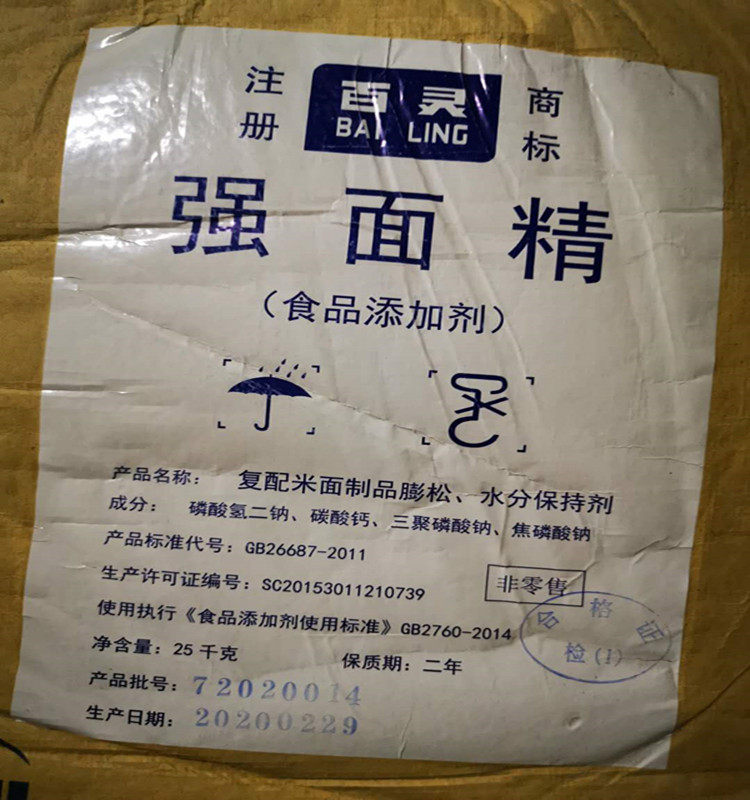 注册 百灵 商标
BAI LING
强面精
（食品添加剂）
产品名称： 复配米面制品膨松、水分保持剂
成分： 磷酸氢二钠、碳酸钙、三聚磷酸钠、焦磷酸钠
产品标准代号：GB26687-2011
生产许可证编号：SC20153011210739
非零售
使用执行《食品添加剂使用标准》GB2760-2014
合格证
检(1)
净含量：25 千克 保质期：二年
产品批号：72020014
生产日期：20200229